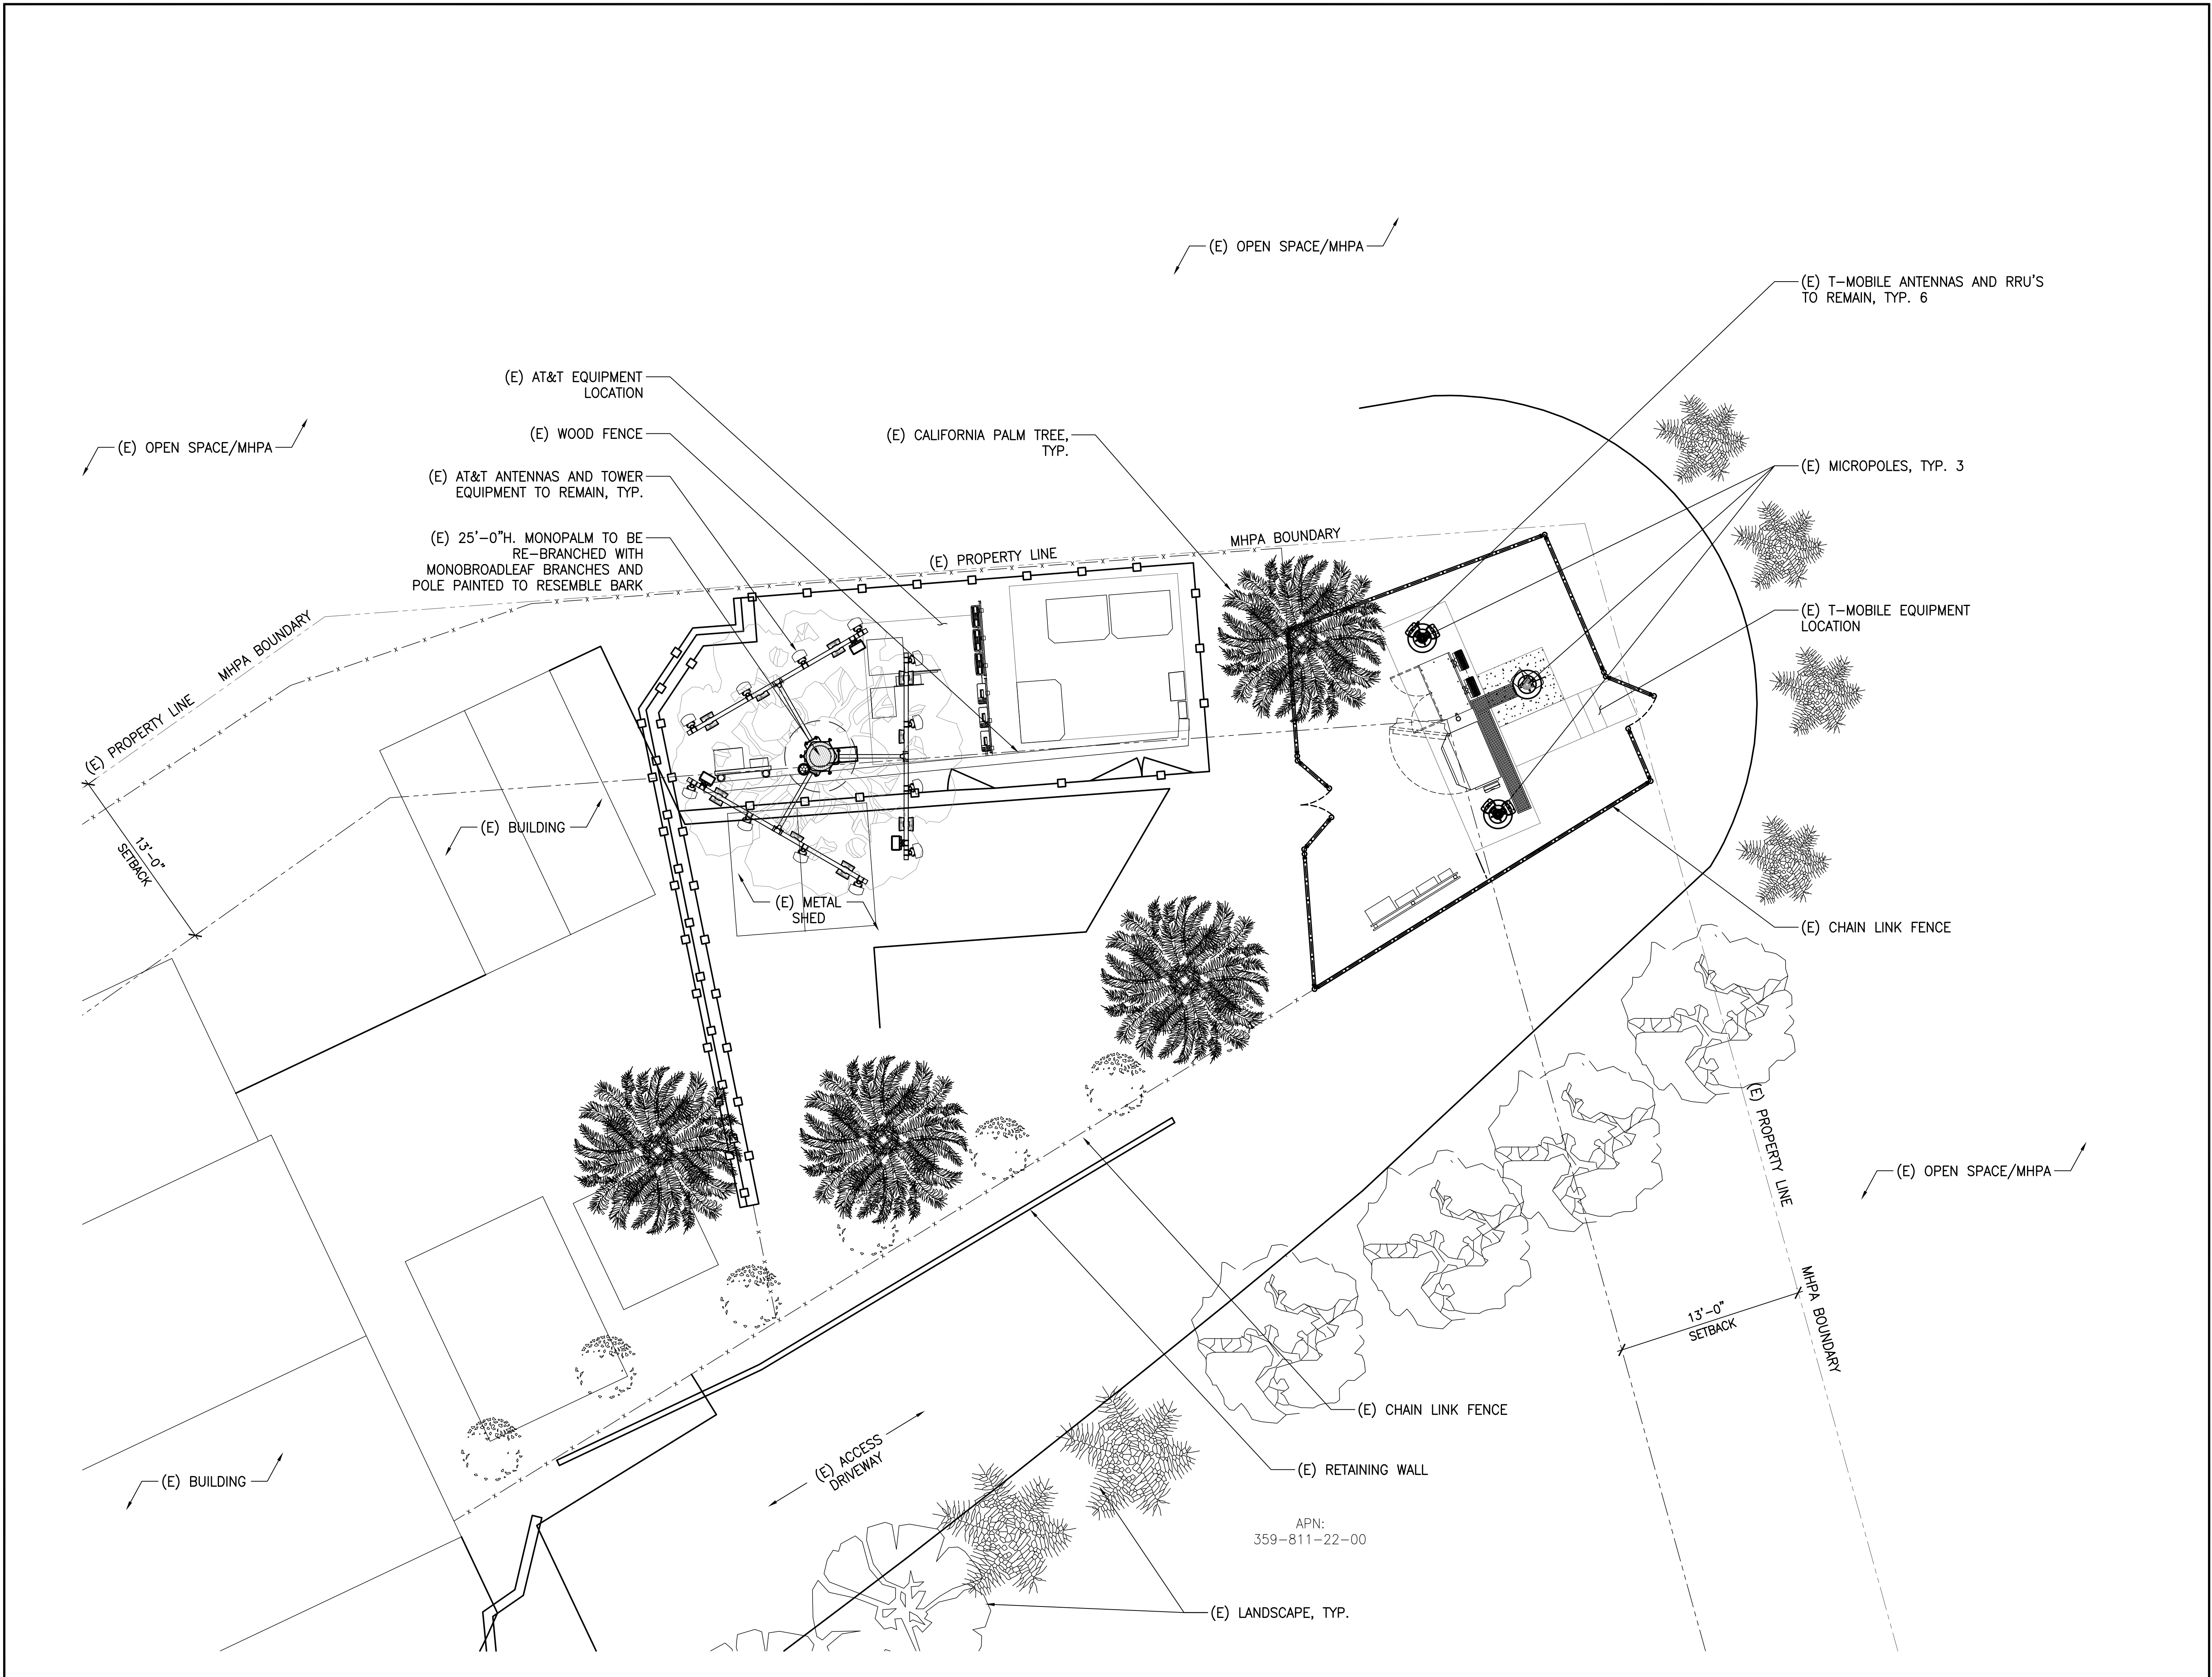 (E) OPEN SPACE/MHPA
(E) T-MOBILE ANTENNAS AND RRU'S
TO REMAIN, TYP. 6
(E) AT&T EQUIPMENT
LOCATION
(E) WOOD FENCE
(E) CALIFORNIA PALM TREE,
TYP.
(E) OPEN SPACE/MHPA
(E) MICROPOLES, TYP. 3
(E) AT&T ANTENNAS AND TOWER
EQUIPMENT TO REMAIN, TYP.
(E) 25'-0"H. MONOPALM TO BE
RE-BRANCHED WITH
MONOBROADLEAF BRANCHES AND
POLE PAINTED TO RESEMBLE BARK
(E) PROPERTY LINE
MHPA BOUNDARY
(E) T-MOBILE EQUIPMENT
LOCATION
MHPA BOUNDARY
(E) PROPERTY LINE
13'-0"
SETBACK
(E) BUILDING
(E) METAL
SHED
(E) CHAIN LINK FENCE
(E) PROPERTY LINE
(E) OPEN SPACE/MHPA
MHPA BOUNDARY
13'-0"
SETBACK
(E) CHAIN LINK FENCE
(E) ACCESS
DRIVEWAY
(E) RETAINING WALL
(E) BUILDING
APN:
359-811-22-00
(E) LANDSCAPE, TYP.